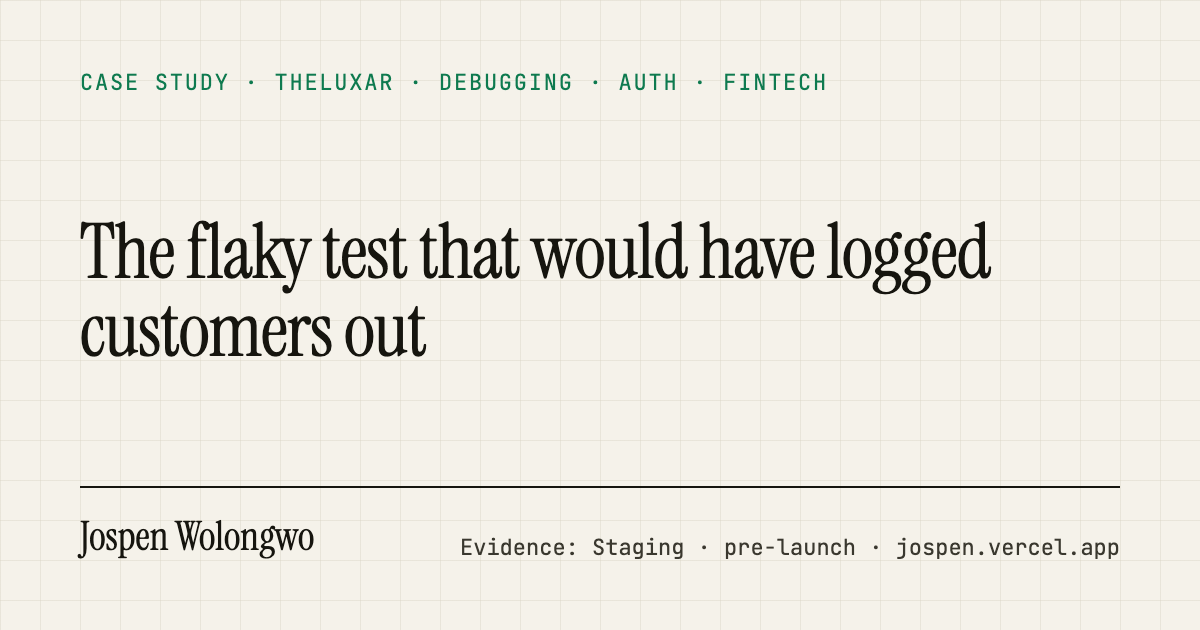 CASE STUDY · THELUXAR · DEBUGGING · AUTH · FINTECH
The flaky test that would have logged
customers out
Jospen Wolongwo
Evidence: Staging · pre-launch · jospen.vercel.app